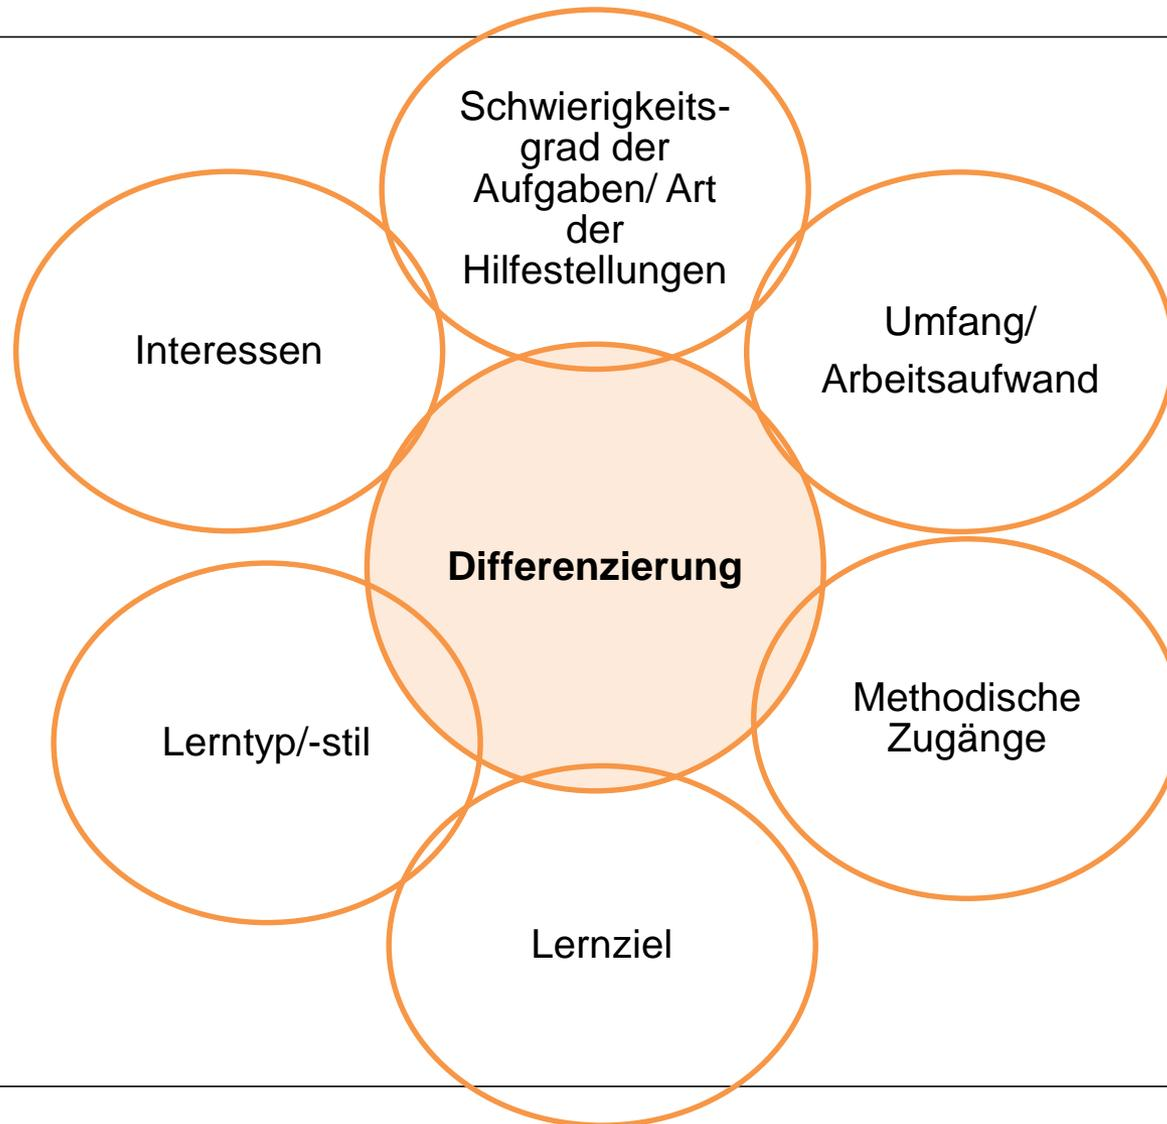 Schwierigkeits-
grad der
Aufgaben/ Art
der
Hilfestellungen
Interessen
Umfang/
Arbeitsaufwand
Differenzierung
Lerntyp/-stil
Methodische
Zugänge
Lernziel